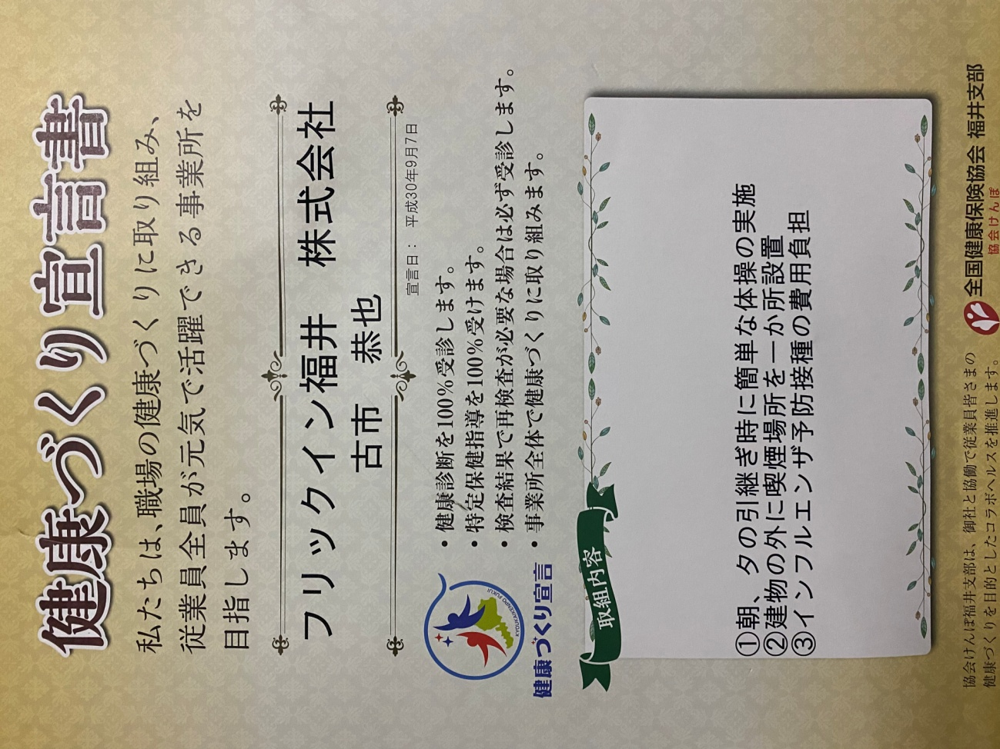 健康づくり宣言書
私たちは、職場の健康づくりに取り組み、
従業員全員が元気で活躍できる事業所を
目指します。
フリックイン福井　株式会社
古市　恭也
宣言日：　平成30年9月7日
・健康診断を100%受診します。
・特定保健指導を100%受けます。
・検査結果で再検査が必要な場合は必ず受診します。
・事業所全体で健康づくりに取り組みます。
KYOUKAIKENPO FUKUI
健康づくり宣言
取組内容
①朝、夕の引継ぎ時に簡単な体操の実施
②建物の外に喫煙場所を一か所設置
③インフルエンザ予防接種の費用負担
協会けんぽ福井支部は、御社と協働で従業員皆さまの
健康づくりを目的としたコラボヘルスを推進します。
全国健康保険協会 福井支部
協会けんぽ